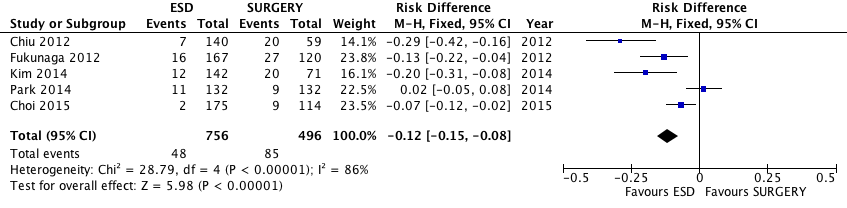 ESD SURGERY Risk Difference Risk Difference
Study or Subgroup Events Total Events Total Weight M-H, Fixed, 95% CI Year M-H, Fixed, 95% CI
Chiu 2012 7 140 20 59 14.1% -0.29 [-0.42, -0.16] 2012
Fukunaga 2012 16 167 27 120 23.8% -0.13 [-0.22, -0.04] 2012
Kim 2014 12 142 20 71 16.1% -0.20 [-0.31, -0.08] 2014
Park 2014 11 132 9 132 22.5% 0.02 [-0.05, 0.08] 2014
Choi 2015 2 175 9 114 23.5% -0.07 [-0.12, -0.02] 2015
Total (95% CI) 756 496 100.0% -0.12 [-0.15, -0.08]
Total events 48 85
Heterogeneity: Chi² = 28.79, df = 4 (P < 0.00001); I² = 86%
Test for overall effect: Z = 5.98 (P < 0.00001)
-0.5 -0.25 0 0.25 0.5
Favours ESD Favours SURGERY